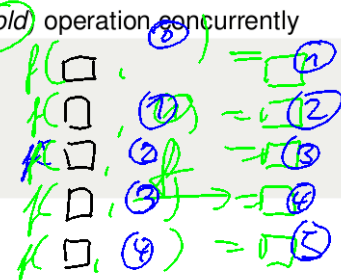 old) operation concurrently
f(□, ⓪) = □ ①
f(□, ①) = □ ②
f(□, ②) = □ ③
f(□, ③) = □ ④
f(□, ④) = □ ⑤